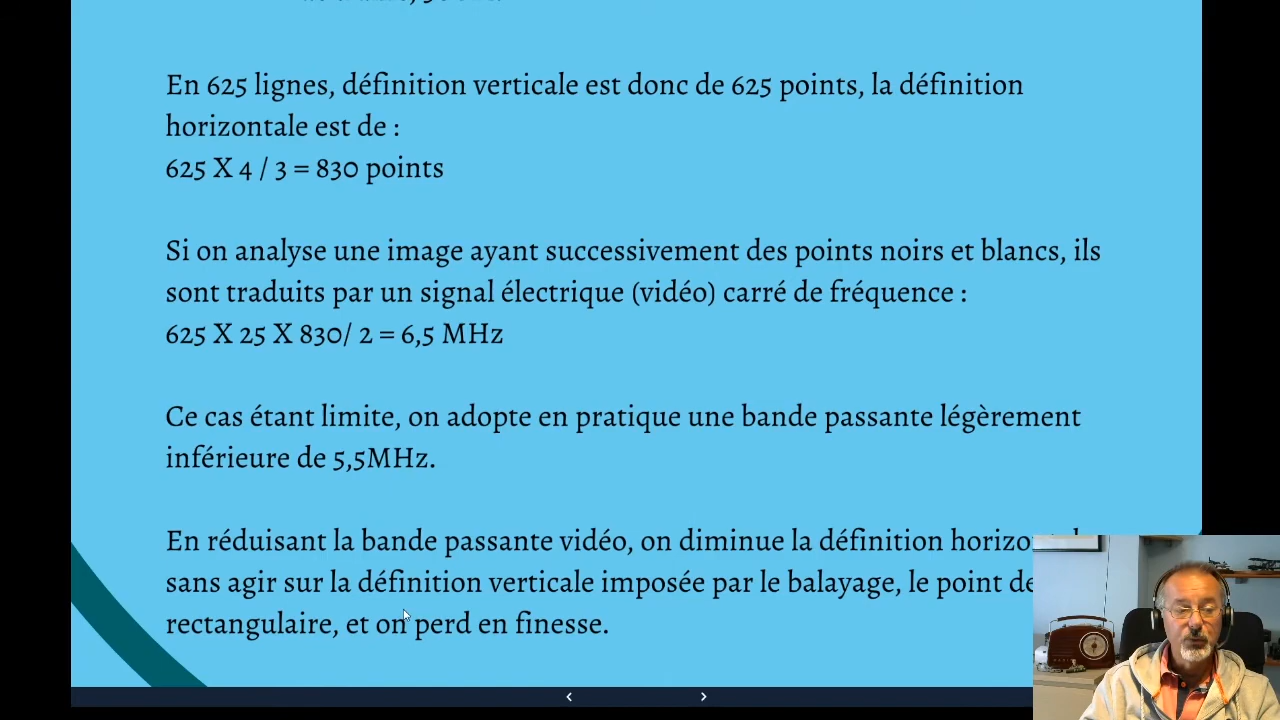 En 625 lignes, définition verticale est donc de 625 points, la définition
horizontale est de :
625 X 4 / 3 = 830 points
Si on analyse une image ayant successivement des points noirs et blancs, ils
sont traduits par un signal électrique (vidéo) carré de fréquence :
625 X 25 X 830/ 2 = 6,5 MHz
Ce cas étant limite, on adopte en pratique une bande passante légèrement
inférieure de 5,5MHz.
En réduisant la bande passante vidéo, on diminue la définition
sans agir sur la définition verticale imposée par le balayage, le point
rectangulaire, et on perd en finesse.